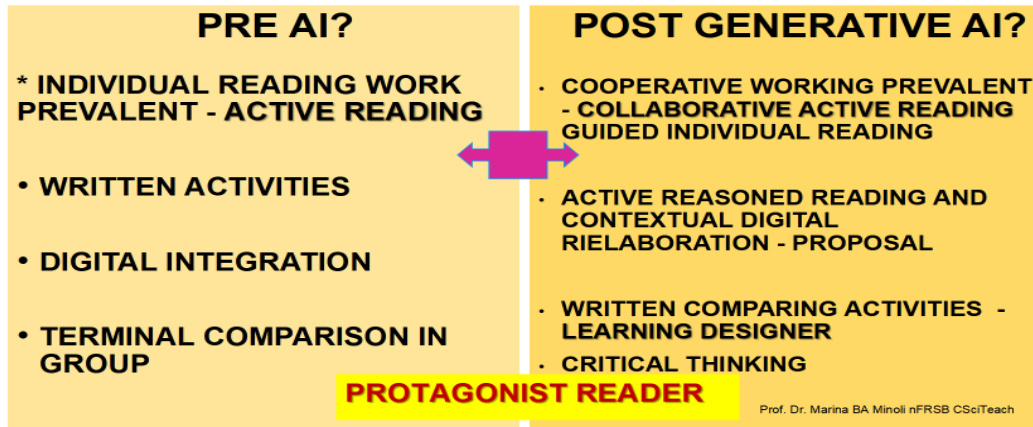 PRE AI?
* INDIVIDUAL READING WORK
PREVALENT - ACTIVE READING
• WRITTEN ACTIVITIES
• DIGITAL INTEGRATION
• TERMINAL COMPARISON IN
GROUP
POST GENERATIVE AI?
• COOPERATIVE WORKING PREVALENT
- COLLABORATIVE ACTIVE READING
GUIDED INDIVIDUAL READING
• ACTIVE REASONED READING AND
CONTEXTUAL DIGITAL
RIELABORATION - PROPOSAL
• WRITTEN COMPARING ACTIVITIES -
LEARNING DESIGNER
• CRITICAL THINKING
PROTAGONIST READER
Prof. Dr. Marina BA Minoli nFRSB CSciTeach